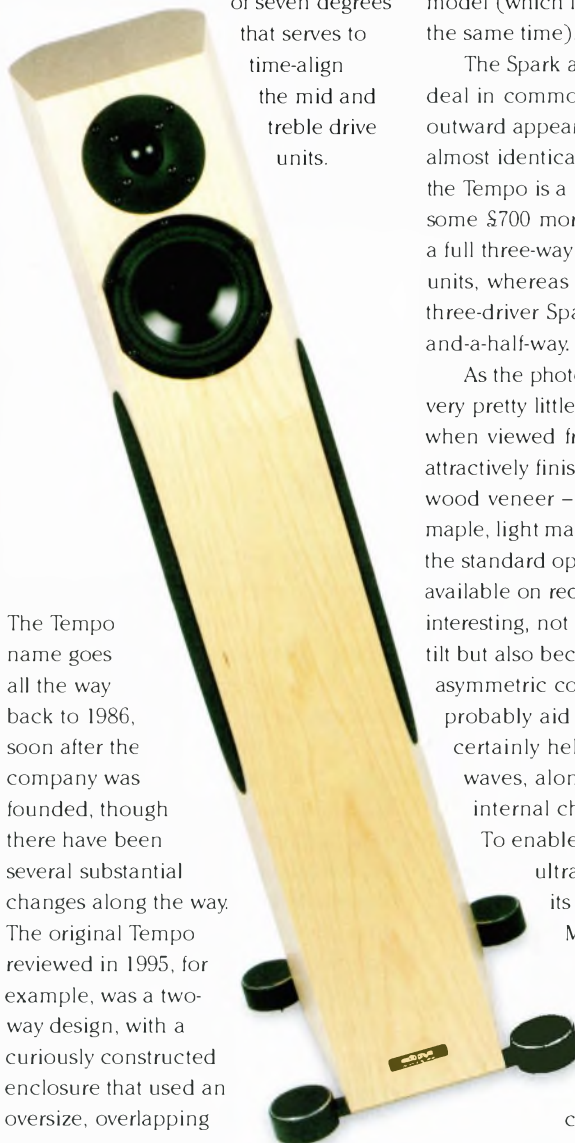 of seven degrees
that serves to
time-align
the mid and
treble drive
units.
The Tempo
name goes
all the way
back to 1986,
soon after the
company was
founded, though
there have been
several substantial
changes along the way.
The original Tempo
reviewed in 1995, for
example, was a two-
way design, with a
curiously constructed
enclosure that used an
oversize, overlapping
model (which
the same time)
The Spark a
deal in commo
outward appear
almost identica
the Tempo is a
some £700 mor
a full three-way
units, whereas
three-driver Spa
and-a-half-way.
As the photo
very pretty little
when viewed fr
attractively finis
wood veneer –
maple, light ma
the standard op
available on rec
interesting, not
tilt but also bec
asymmetric co
probably aid
certainly hel
waves, alon
internal ch
To enable
ultra
its
M
c